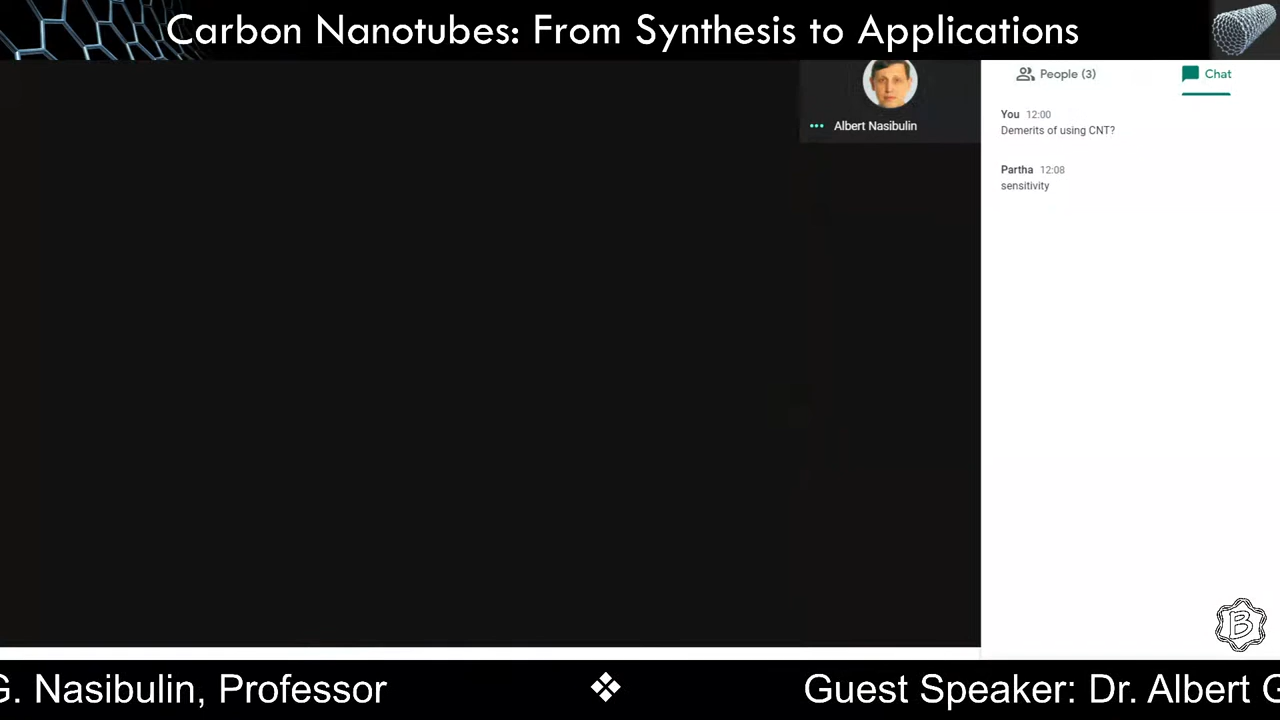 Carbon Nanotubes: From Synthesis to Applications
People (3)
Chat
Albert Nasibulin
You 12:00
Demerits of using CNT?
Partha 12:08
sensitivity
B
G. Nasibulin, Professor ❖ Guest Speaker: Dr. Albert G